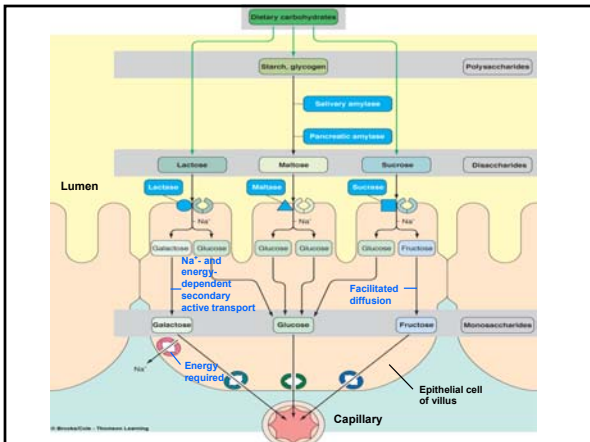 Dietary carbohydrates
Starch, glycogen
Polysaccharides
Salivary amylase
Pancreatic amylase
Lactose
Maltose
Sucrose
Disaccharides
Lumen
Lactase
Maltase
Sucrase
Na⁺
Na⁺
Na⁺
Galactose
Glucose
Glucose
Glucose
Glucose
Fructose
Na⁺- and
energy-
dependent
secondary
active transport
Facilitated
diffusion
Galactose
Glucose
Fructose
Monosaccharides
Na⁺
Energy
required
Epithelial cell
of villus
Capillary
© Brooks/Cole - Thomson Learning